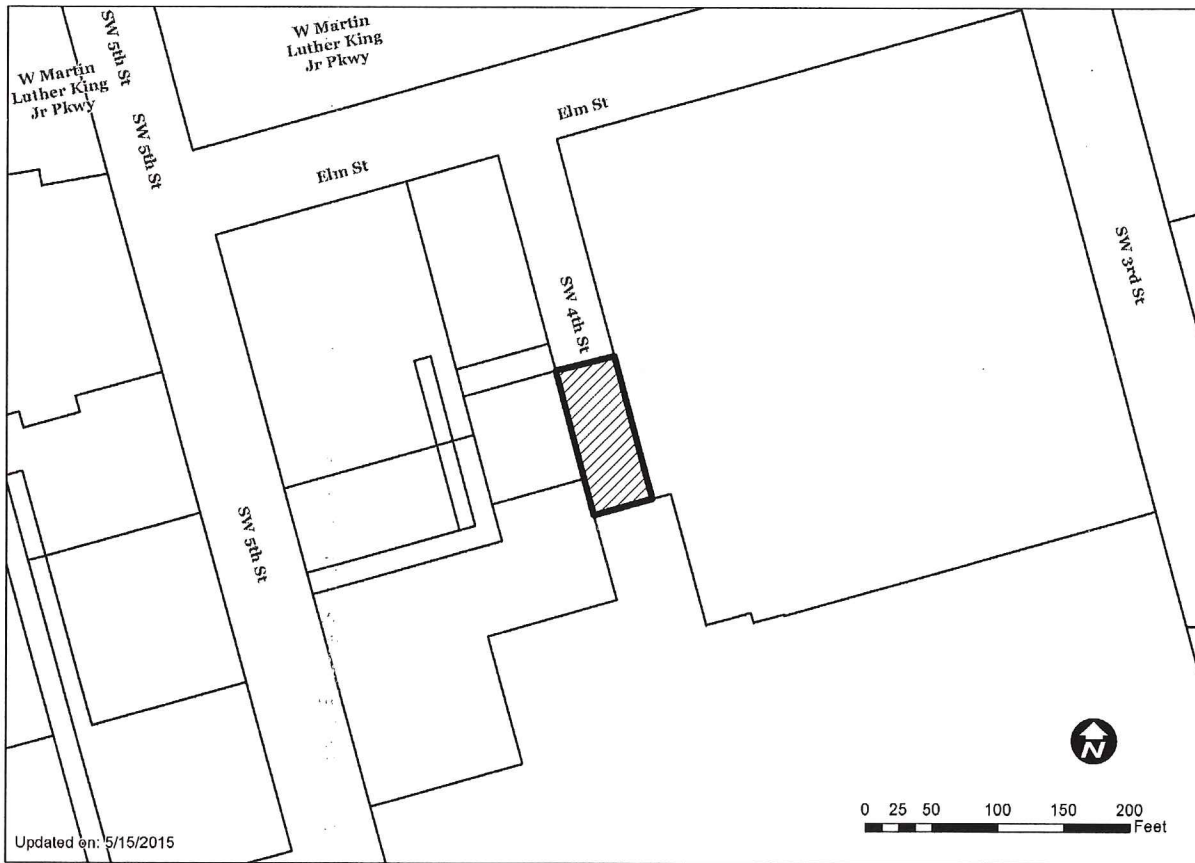 SW 5th St
W Martin
Luther King
Jr Pkwy
W Martin
Luther King
Jr Pkwy
SW 5th St
Elm St
Elm St
SW 4th St
SW 3rd St
SW 5th St
N
0 25 50 100 150 200
Feet
Updated on: 5/15/2015